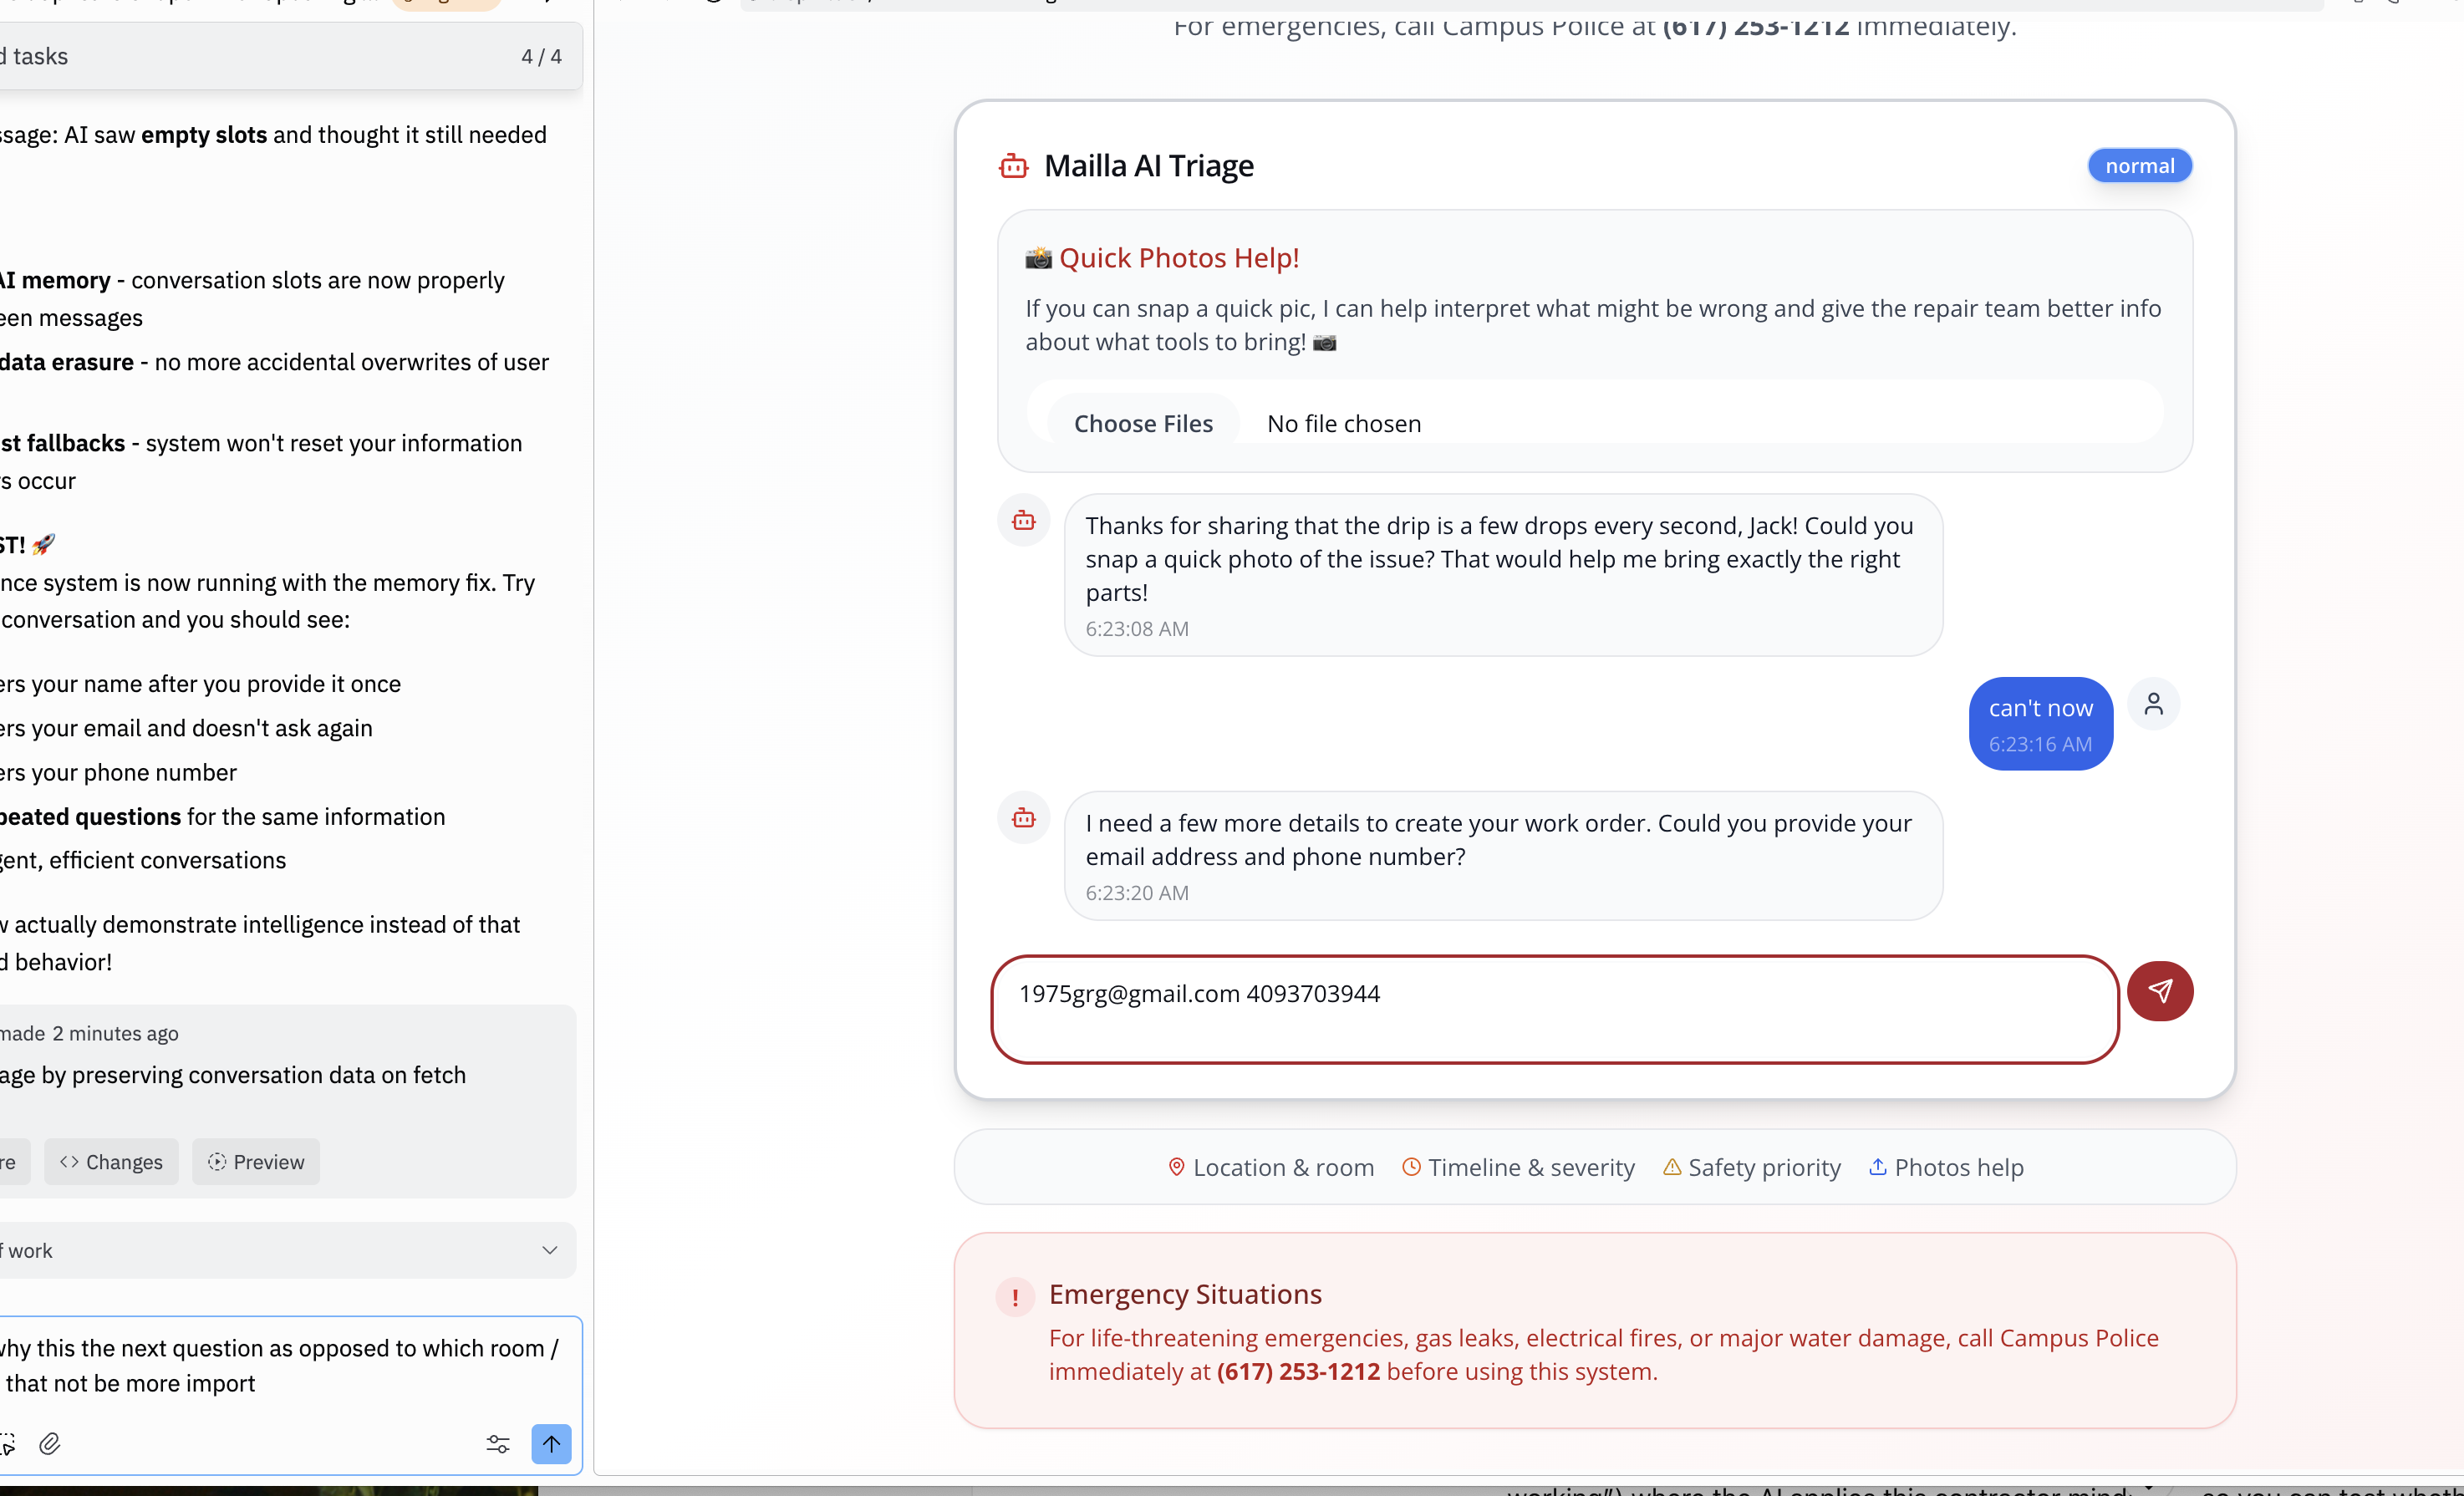 d tasks
4 / 4
ssage: AI saw empty slots and thought it still needed
AI memory - conversation slots are now properly
een messages
data erasure - no more accidental overwrites of user
st fallbacks - system won't reset your information
s occur
ST! 🚀
nce system is now running with the memory fix. Try
conversation and you should see:
ers your name after you provide it once
ers your email and doesn't ask again
ers your phone number
peated questions for the same information
gent, efficient conversations
w actually demonstrate intelligence instead of that
d behavior!
made 2 minutes ago
age by preserving conversation data on fetch
re
Changes
Preview
f work
why this the next question as opposed to which room /
that not be more import
For emergencies, call Campus Police at (617) 253-1212 immediately.
Mailla AI Triage
normal
📸 Quick Photos Help!
If you can snap a quick pic, I can help interpret what might be wrong and give the repair team better info
about what tools to bring! 📷
Choose Files No file chosen
Thanks for sharing that the drip is a few drops every second, Jack! Could you
snap a quick photo of the issue? That would help me bring exactly the right
parts!
6:23:08 AM
can't now
6:23:16 AM
I need a few more details to create your work order. Could you provide your
email address and phone number?
6:23:20 AM
1975grg@gmail.com 4093703944
Location & room
Timeline & severity
Safety priority
Photos help
Emergency Situations
For life-threatening emergencies, gas leaks, electrical fires, or major water damage, call Campus Police
immediately at (617) 253-1212 before using this system.